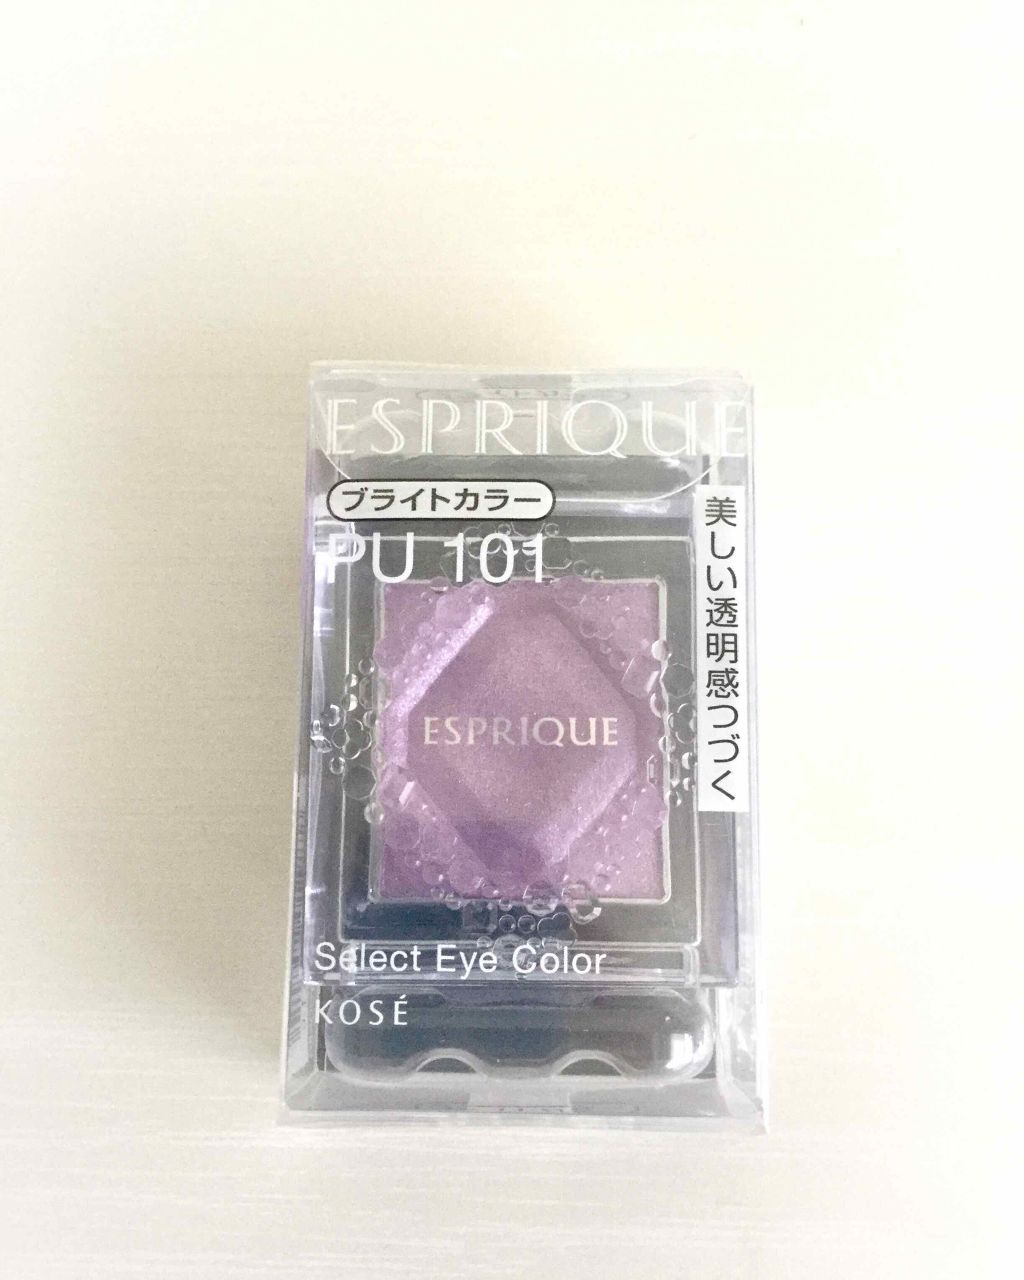 ESPRIQUE
ブライトカラー
PU 101
美しい透明感つづく
ESPRIQUE
Select Eye Color
KOSÉ